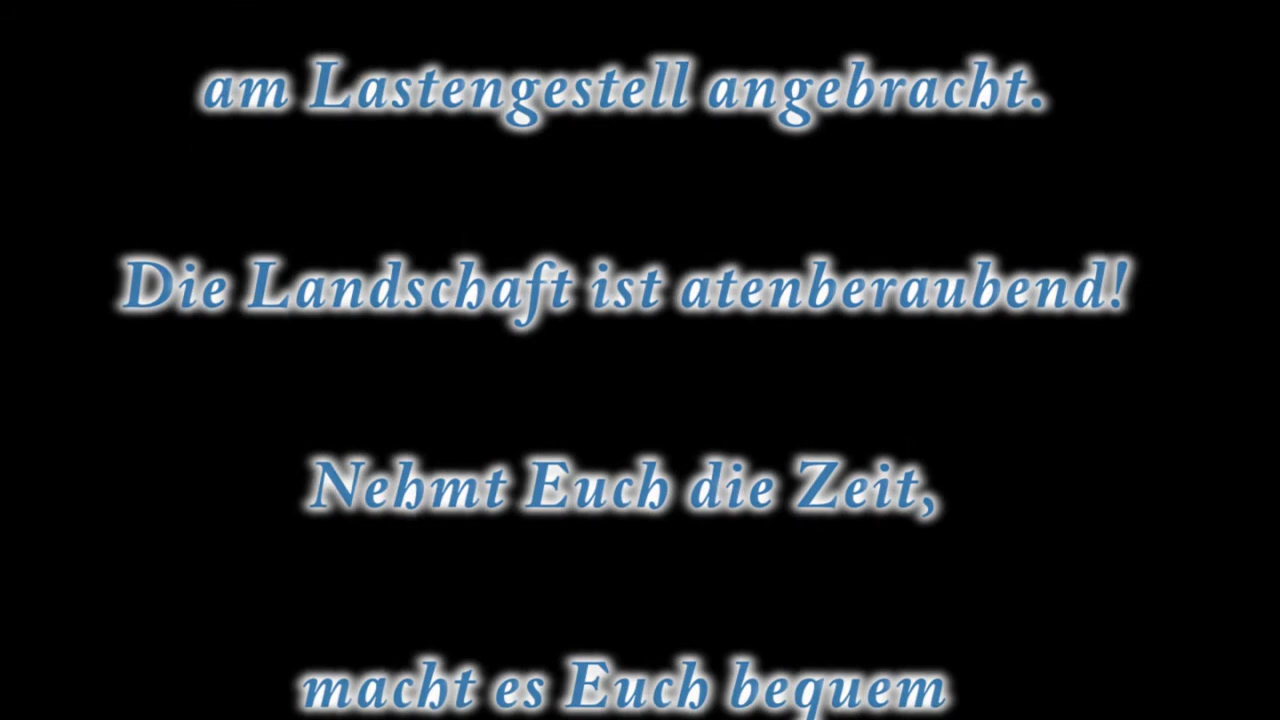 am Lastengestell angebracht.
Die Landschaft ist atenberaubend!
Nehmt Euch die Zeit,
macht es Euch bequem